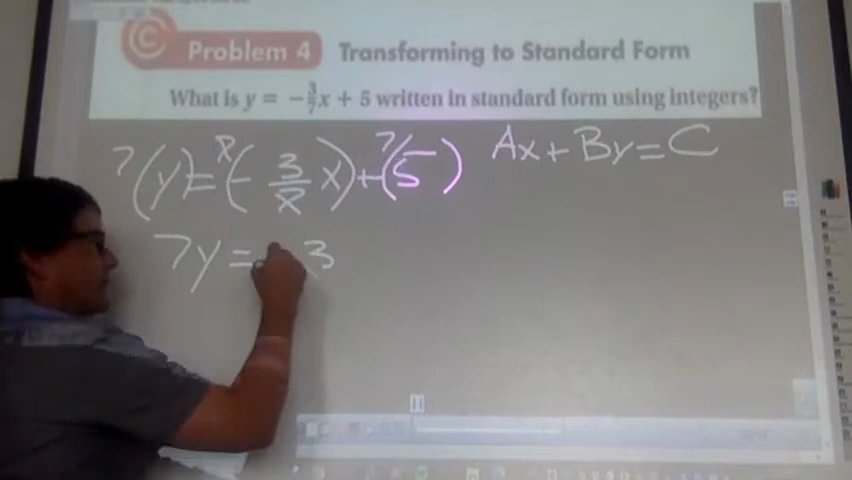 C Problem 4 Transforming to Standard Form
What is y = -3/7x + 5 written in standard form using integers?
7(y) = 7(- 3/7 x) + 7(5) Ax + By = C
7y = - 3